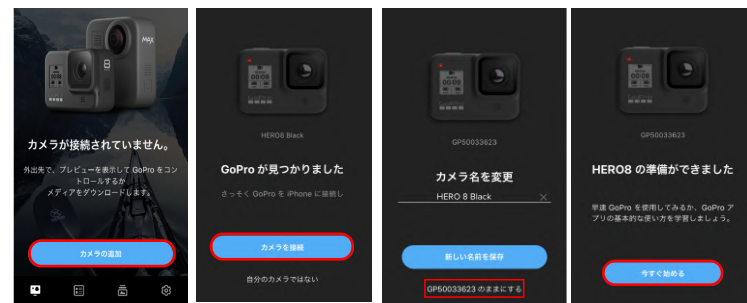 MAX
8
カメラが接続されていません。
外出先で、プレビューを表示して GoPro をコン
トロールするか
メディアをダウンロードします。
カメラの追加
00:08
HERO8 Black
GoPro が見つかりました
さっそく GoPro を iPhone に接続し
カメラを接続
自分のカメラではない
00:08
GP50033623
カメラ名を変更
HERO 8 Black
新しい名前を保存
GP50033623 のままにする
00:08
GP50033623
HERO8 の準備ができました
早速 GoPro を使用してみるか、GoPro ア
プリの基本的な使い方を学習しましょう。
今すぐ始める